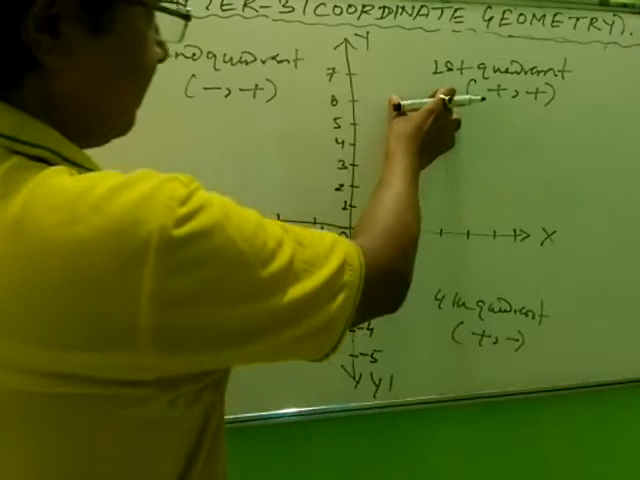 TER-3 (COORDINATE GEOMETRY).
nd quadrant
(-, +)
1st quadrant
(+, +)
Y
7
6
5
4
3
2
1
X
4th quadrant
(+, -)
-4
-5
Y1